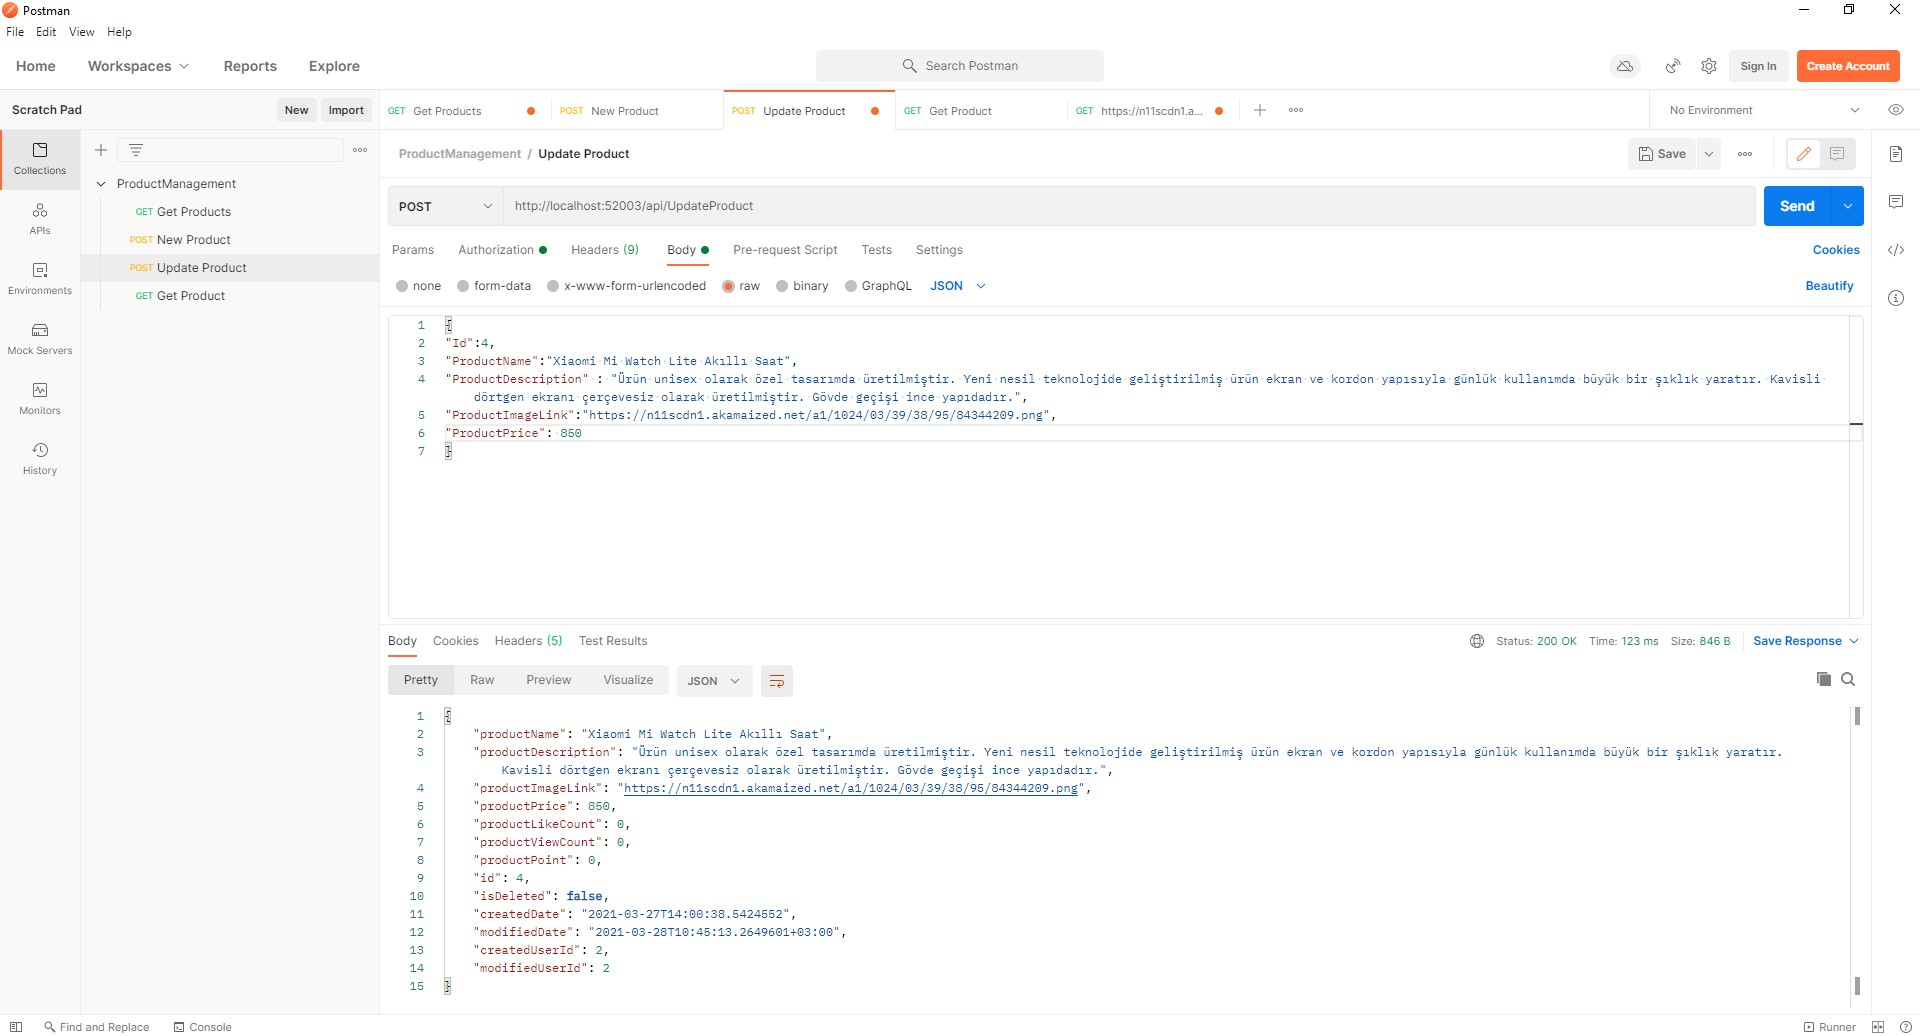 Postman
File Edit View Help
Home Workspaces Reports Explore Search Postman Sign In Create Account
Scratch Pad New Import
GET Get Products POST New Product POST Update Product GET Get Product GET https://n11scdn1.a... No Environment
Collections
APIs
Environments
Mock Servers
Monitors
History
ProductManagement
GET Get Products
POST New Product
POST Update Product
GET Get Product
ProductManagement / Update Product Save
POST http://localhost:52003/api/UpdateProduct Send
Params Authorization Headers (9) Body Pre-request Script Tests Settings Cookies
none form-data x-www-form-urlencoded raw binary GraphQL JSON Beautify
1 {
2 "Id":4,
3 "ProductName":"Xiaomi Mi Watch Lite Akıllı Saat",
4 "ProductDescription" : "Ürün unisex olarak özel tasarımda üretilmiştir. Yeni nesil teknolojide geliştirilmiş ürün ekran ve kordon yapısıyla günlük kullanımda büyük bir şıklık yaratır. Kavisli
dörtgen ekranı çerçevesiz olarak üretilmiştir. Gövde geçişi ince yapıdadır.",
5 "ProductImageLink":"https://n11scdn1.akamaized.net/a1/1024/03/39/38/95/84344209.png",
6 "ProductPrice": 850
7 }
Body Cookies Headers (5) Test Results Status: 200 OK Time: 123 ms Size: 846 B Save Response
Pretty Raw Preview Visualize JSON
1 {
2 "productName": "Xiaomi Mi Watch Lite Akıllı Saat",
3 "productDescription": "Ürün unisex olarak özel tasarımda üretilmiştir. Yeni nesil teknolojide geliştirilmiş ürün ekran ve kordon yapısıyla günlük kullanımda büyük bir şıklık yaratır.
Kavisli dörtgen ekranı çerçevesiz olarak üretilmiştir. Gövde geçişi ince yapıdadır.",
4 "productImageLink": "https://n11scdn1.akamaized.net/a1/1024/03/39/38/95/84344209.png",
5 "productPrice": 850,
6 "productLikeCount": 0,
7 "productViewCount": 0,
8 "productPoint": 0,
9 "id": 4,
10 "isDeleted": false,
11 "createdDate": "2021-03-27T14:00:38.5424552",
12 "modifiedDate": "2021-03-28T10:45:13.2649601+03:00",
13 "createdUserId": 2,
14 "modifiedUserId": 2
15 }
Find and Replace Console Runner